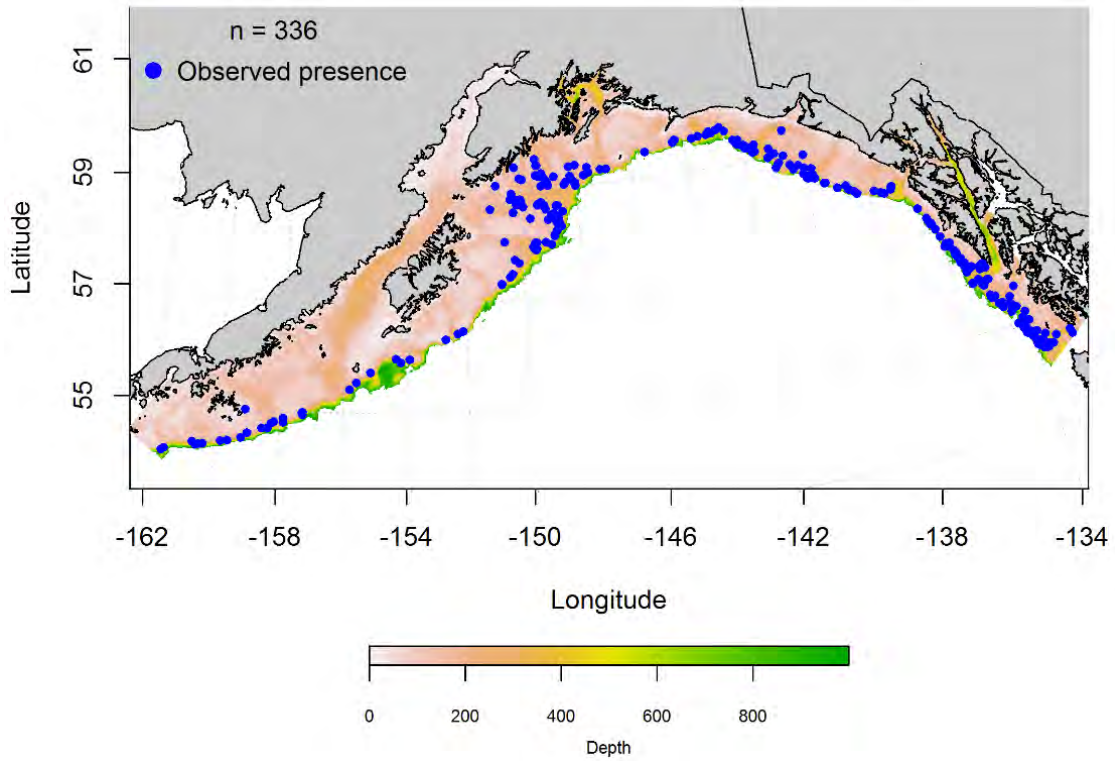 n = 336
Observed presence
Latitude
61
59
57
55
-162 -158 -154 -150 -146 -142 -138 -134
Longitude
0 200 400 600 800
Depth